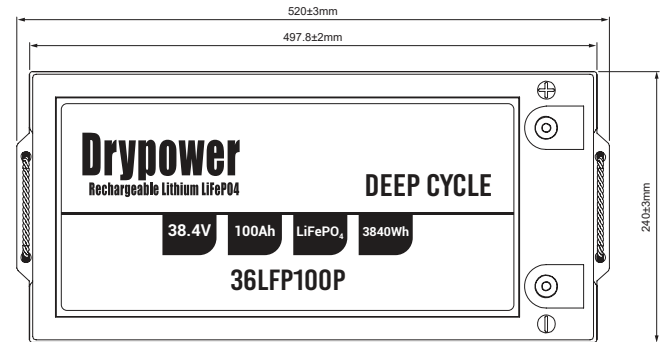 520±3mm
497.8±2mm
Drypower
Rechargeable Lithium LiFePO4
DEEP CYCLE
38.4V 100Ah LiFePO₄ 3840Wh
36LFP100P
240±3mm